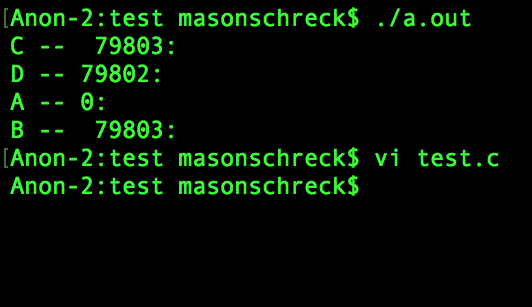 [Anon-2:test masonschreck$ ./a.out
C --  79803:
D -- 79802:
A -- 0:
B --  79803:
[Anon-2:test masonschreck$ vi test.c
Anon-2:test masonschreck$